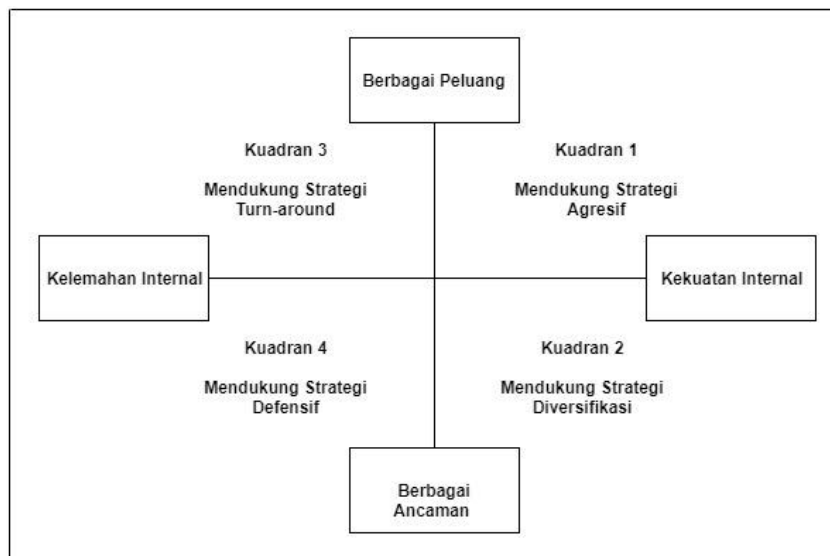 Berbagai Peluang
Kuadran 3
Mendukung Strategi
Turn-around
Kuadran 1
Mendukung Strategi
Agresif
Kelemahan Internal
Kekuatan Internal
Kuadran 4
Mendukung Strategi
Defensif
Kuadran 2
Mendukung Strategi
Diversifikasi
Berbagai
Ancaman